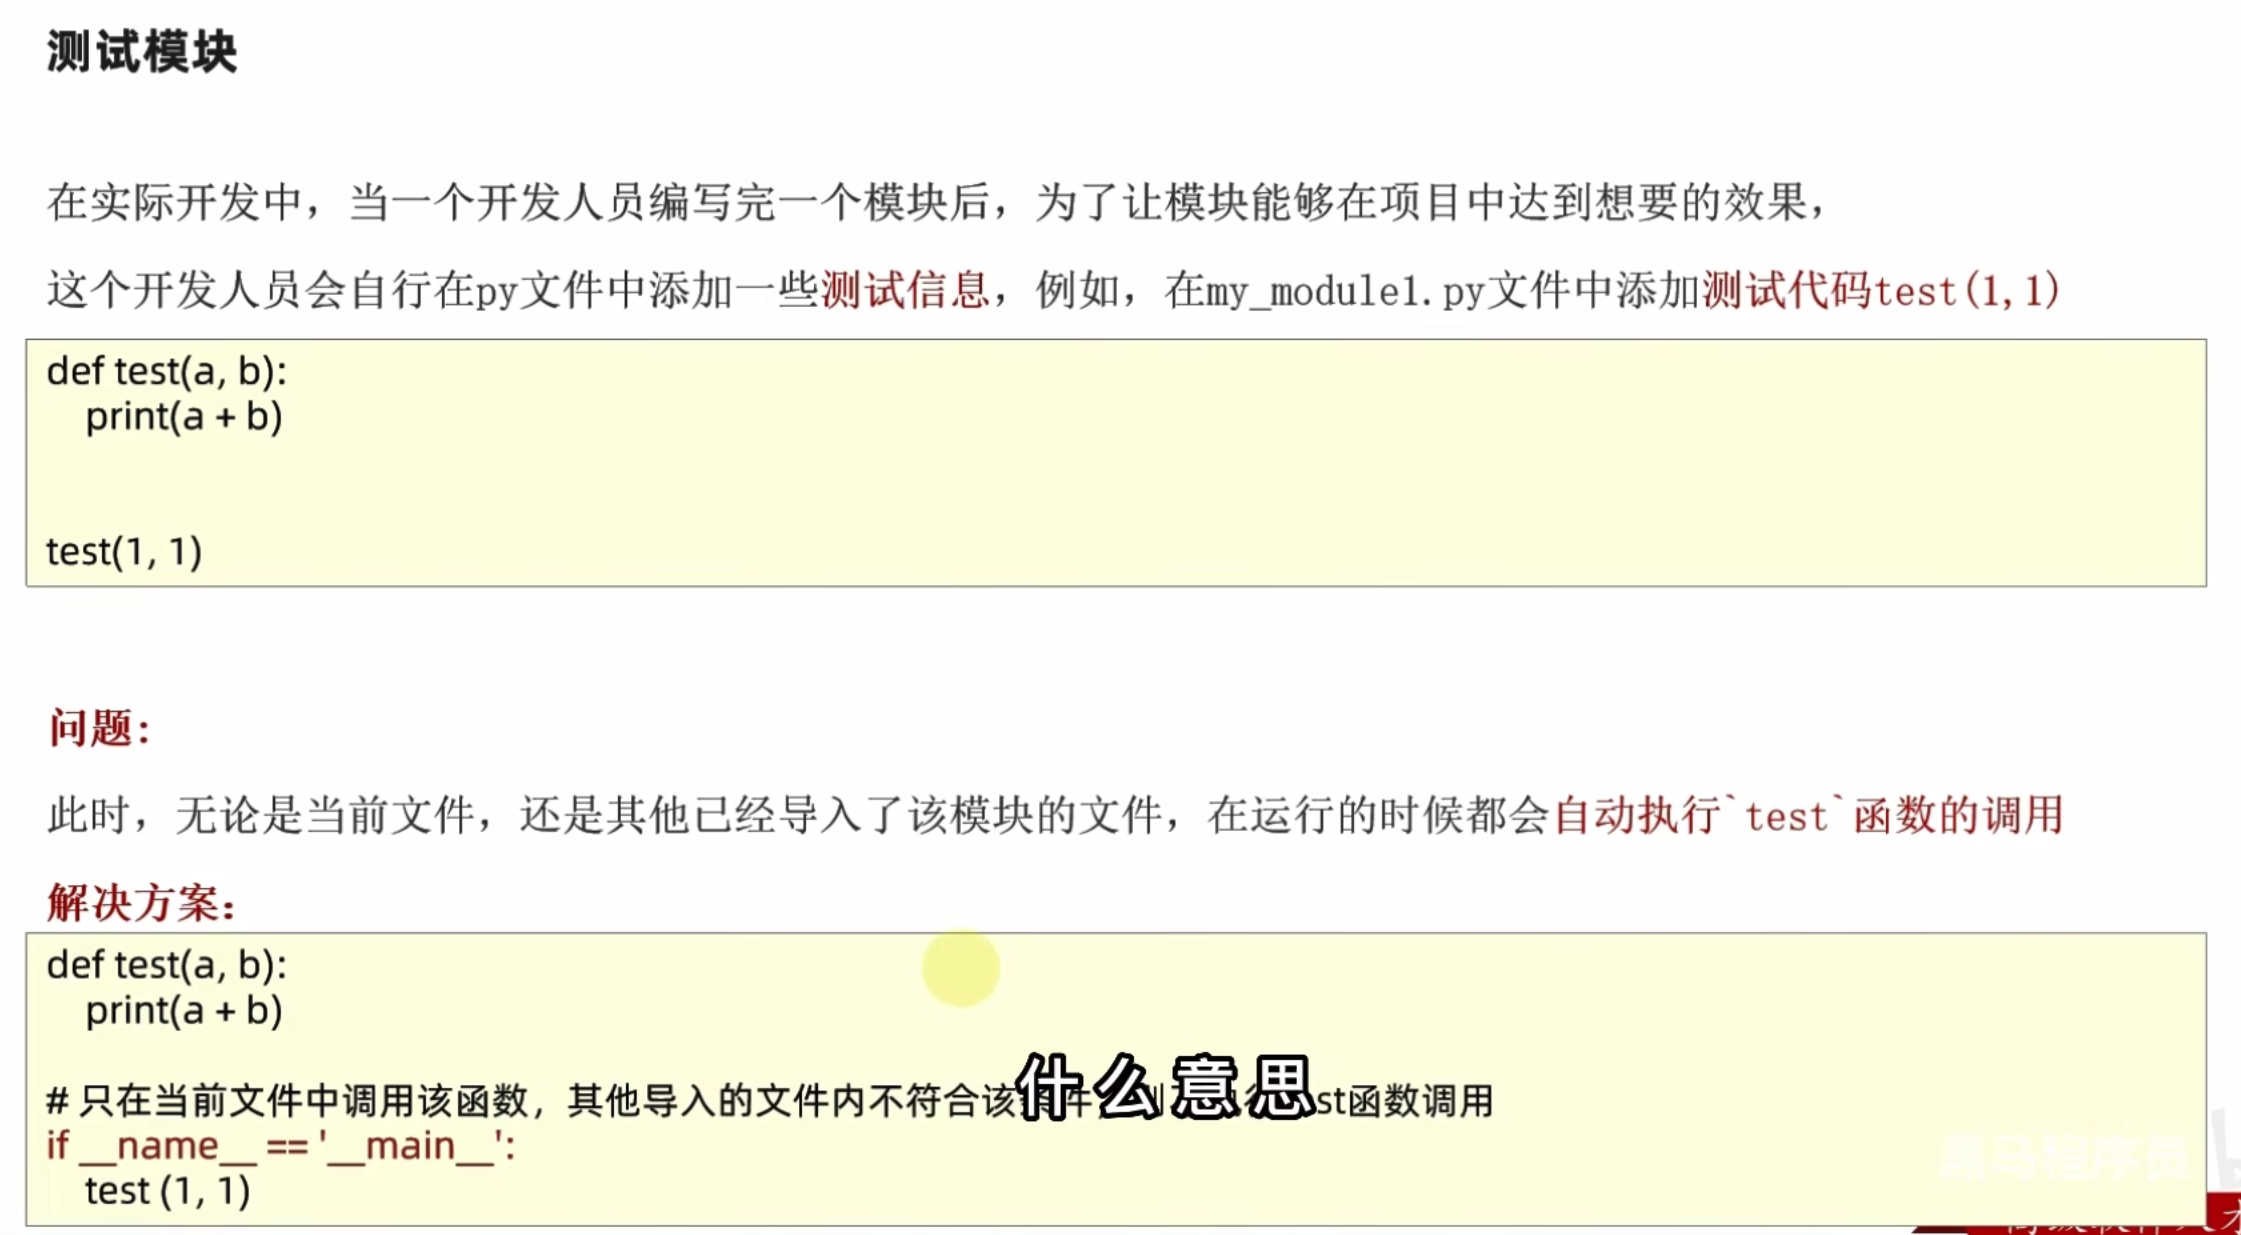 测试模块
在实际开发中，当一个开发人员编写完一个模块后，为了让模块能够在项目中达到想要的效果，
这个开发人员会自行在py文件中添加一些测试信息，例如，在my_module1.py文件中添加测试代码test(1,1)
def test(a, b):
    print(a + b)
test(1, 1)
问题：
此时，无论是当前文件，还是其他已经导入了该模块的文件，在运行的时候都会自动执行`test`函数的调用
解决方案：
def test(a, b):
    print(a + b)
# 只在当前文件中调用该函数，其他导入的文件内不符合该 st函数调用
什么意思
if __name__ == '__main__':
    test (1, 1)
黑马程序员